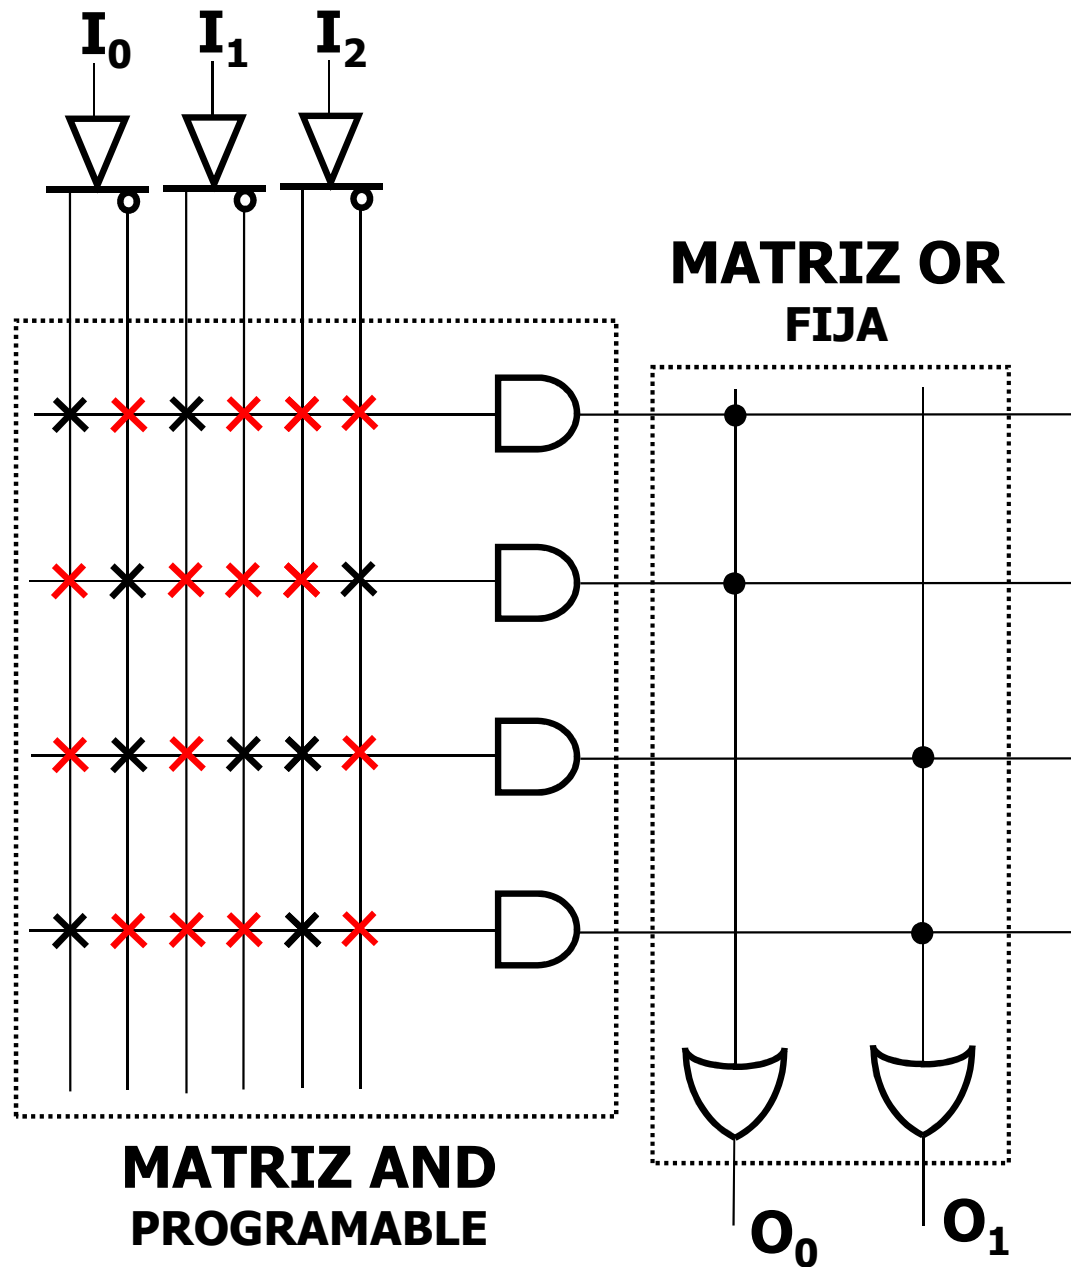 I₀ I₁ I₂
MATRIZ OR
FIJA
MATRIZ AND
PROGRAMABLE
O₀ O₁